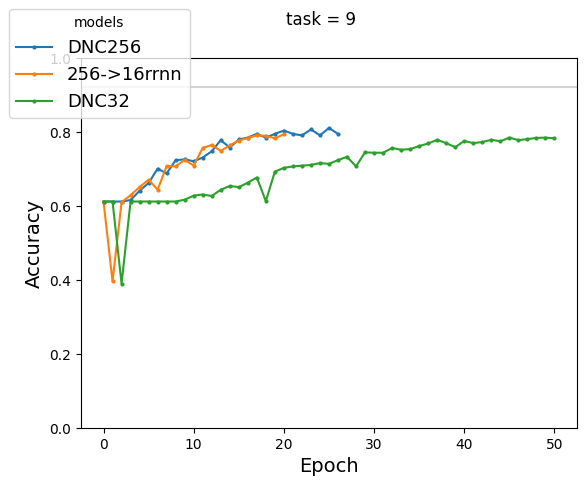 task = 9
models
DNC256
256->16rrnn
DNC32
1.0
0.8
0.6
0.4
0.2
0.0
Accuracy
0 10 20 30 40 50
Epoch